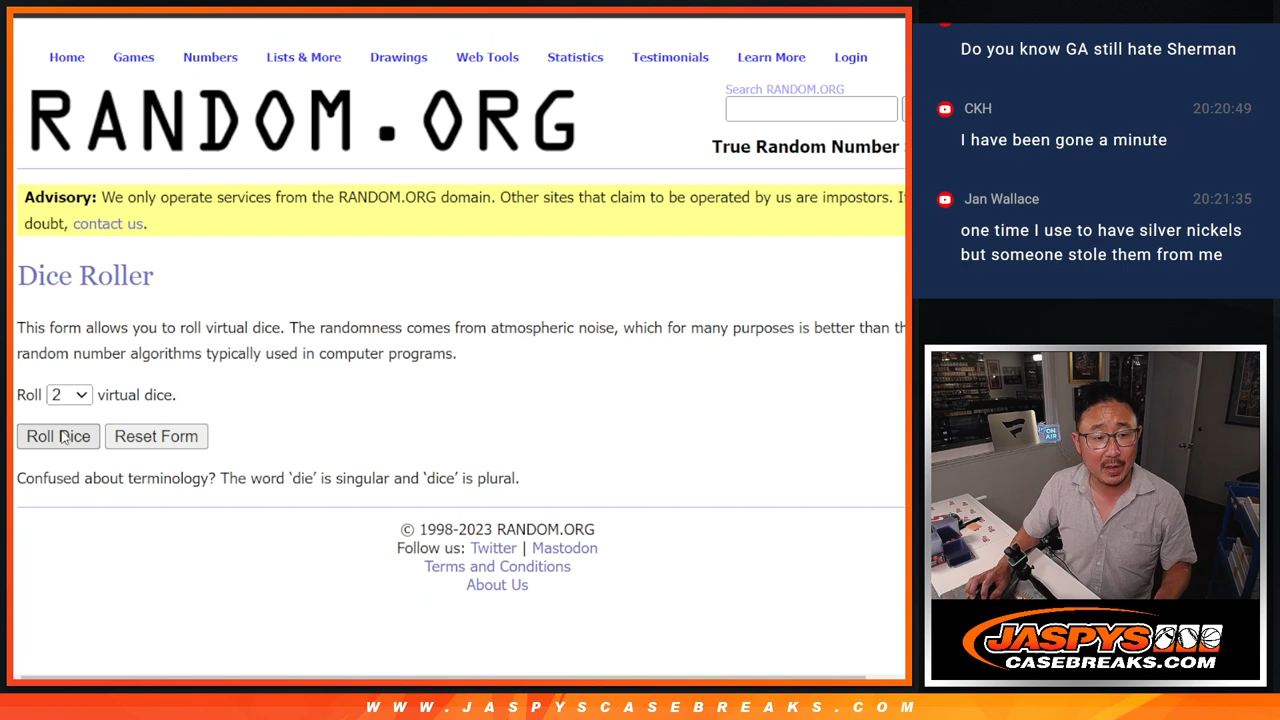 Home Games Numbers Lists & More Drawings Web Tools Statistics Testimonials Learn More Login
RANDOM.ORG
Search RANDOM.ORG
True Random Number
Advisory: We only operate services from the RANDOM.ORG domain. Other sites that claim to be operated by us are impostors.
doubt, contact us.
Dice Roller
This form allows you to roll virtual dice. The randomness comes from atmospheric noise, which for many purposes is better than
random number algorithms typically used in computer programs.
Roll 2 virtual dice.
Roll Dice Reset Form
Confused about terminology? The word ‘die’ is singular and ‘dice’ is plural.
© 1998-2023 RANDOM.ORG
Follow us: Twitter | Mastodon
Terms and Conditions
About Us
Do you know GA still hate Sherman
CKH 20:20:49
I have been gone a minute
Jan Wallace 20:21:35
one time I use to have silver nickels
but someone stole them from me
ON AIR
JASPYS
CASEBREAKS.COM
WWW.JASPYSCASEBREAKS.COM